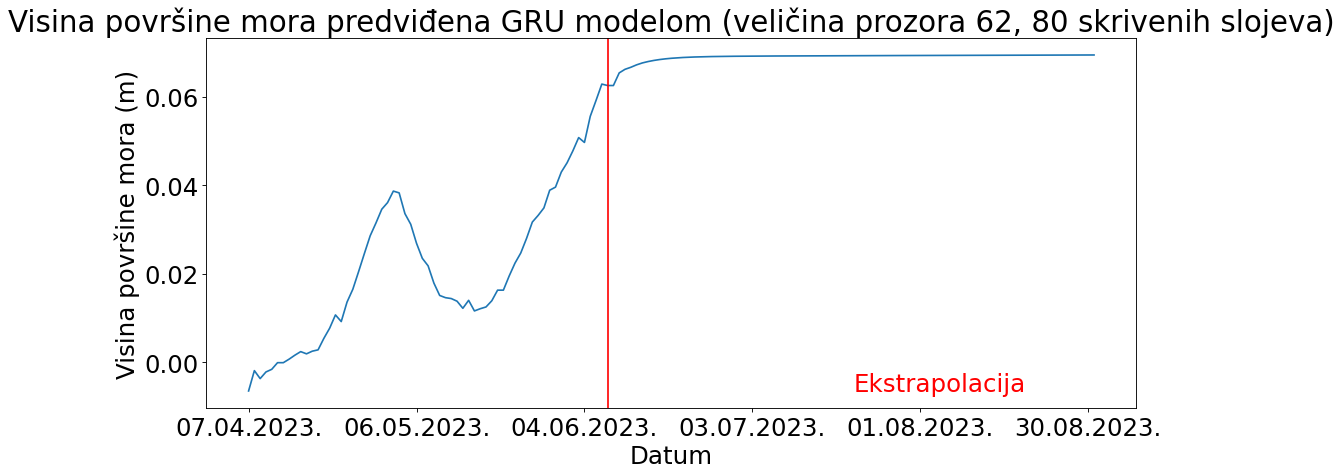 Visina površine mora predviđena GRU modelom (veličina prozora 62, 80 skrivenih slojeva)
Visina površine mora (m)
0.06
0.04
0.02
0.00
Ekstrapolacija
07.04.2023. 06.05.2023. 04.06.2023. 03.07.2023. 01.08.2023. 30.08.2023.
Datum